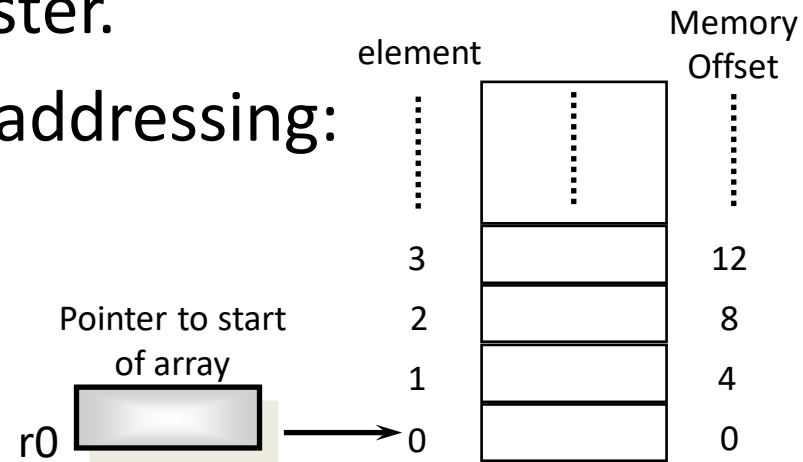 ster.
addressing:
element
Memory
Offset
3
12
2
8
1
4
0
0
Pointer to start
of array
r0